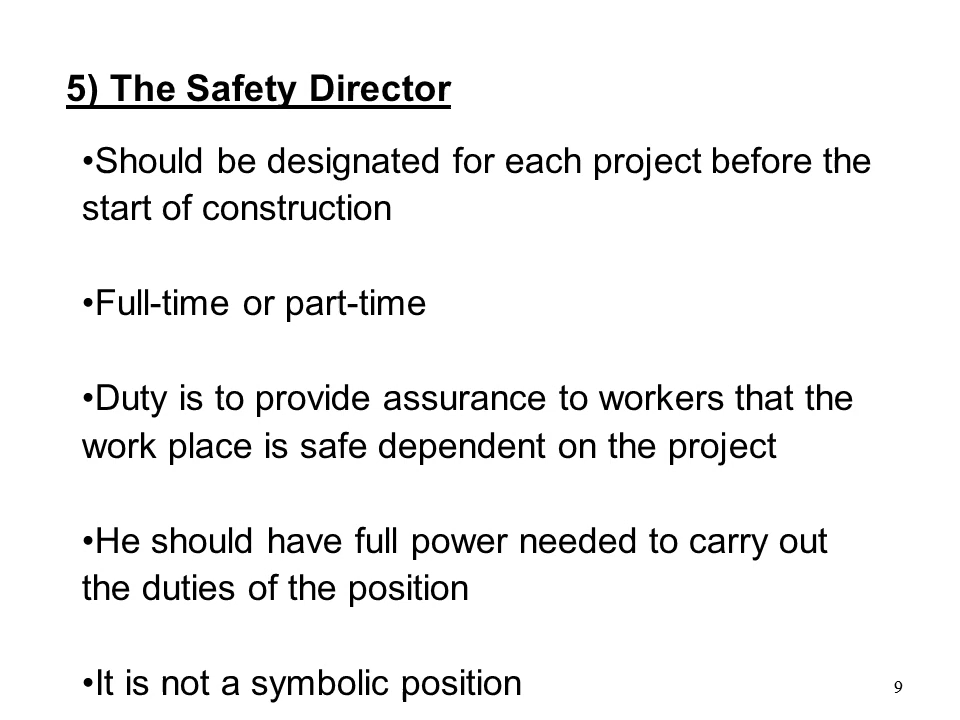 5) The Safety Director
•Should be designated for each project before the
start of construction
•Full-time or part-time
•Duty is to provide assurance to workers that the
work place is safe dependent on the project
•He should have full power needed to carry out
the duties of the position
•It is not a symbolic position
9